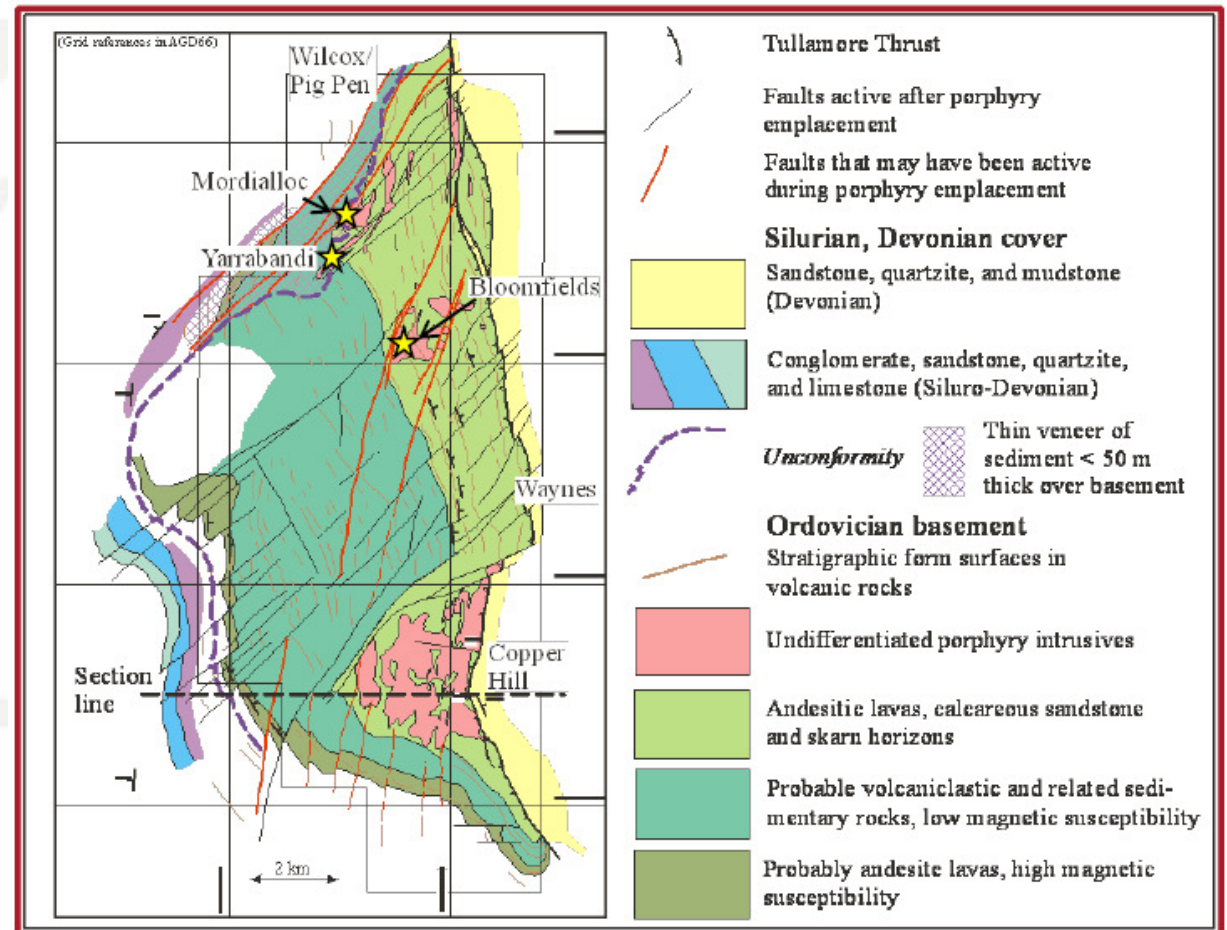 (Grid references in AGD66)
Wilcox/
Pig Pen
Mordialloc
Yarrabandi
Bloomfields
Waynes
Copper
Hill
Section
line
2 km
Tullamore Thrust
Faults active after porphyry
emplacement
Faults that may have been active
during porphyry emplacement
Silurian, Devonian cover
Sandstone, quartzite, and mudstone
(Devonian)
Conglomerate, sandstone, quartzite,
and limestone (Siluro-Devonian)
Unconformity
Thin veneer of
sediment < 50 m
thick over basement
Ordovician basement
Stratigraphic form surfaces in
volcanic rocks
Undifferentiated porphyry intrusives
Andesitic lavas, calcareous sandstone
and skarn horizons
Probable volcaniclastic and related sedi-
mentary rocks, low magnetic susceptibility
Probably andesite lavas, high magnetic
susceptibility